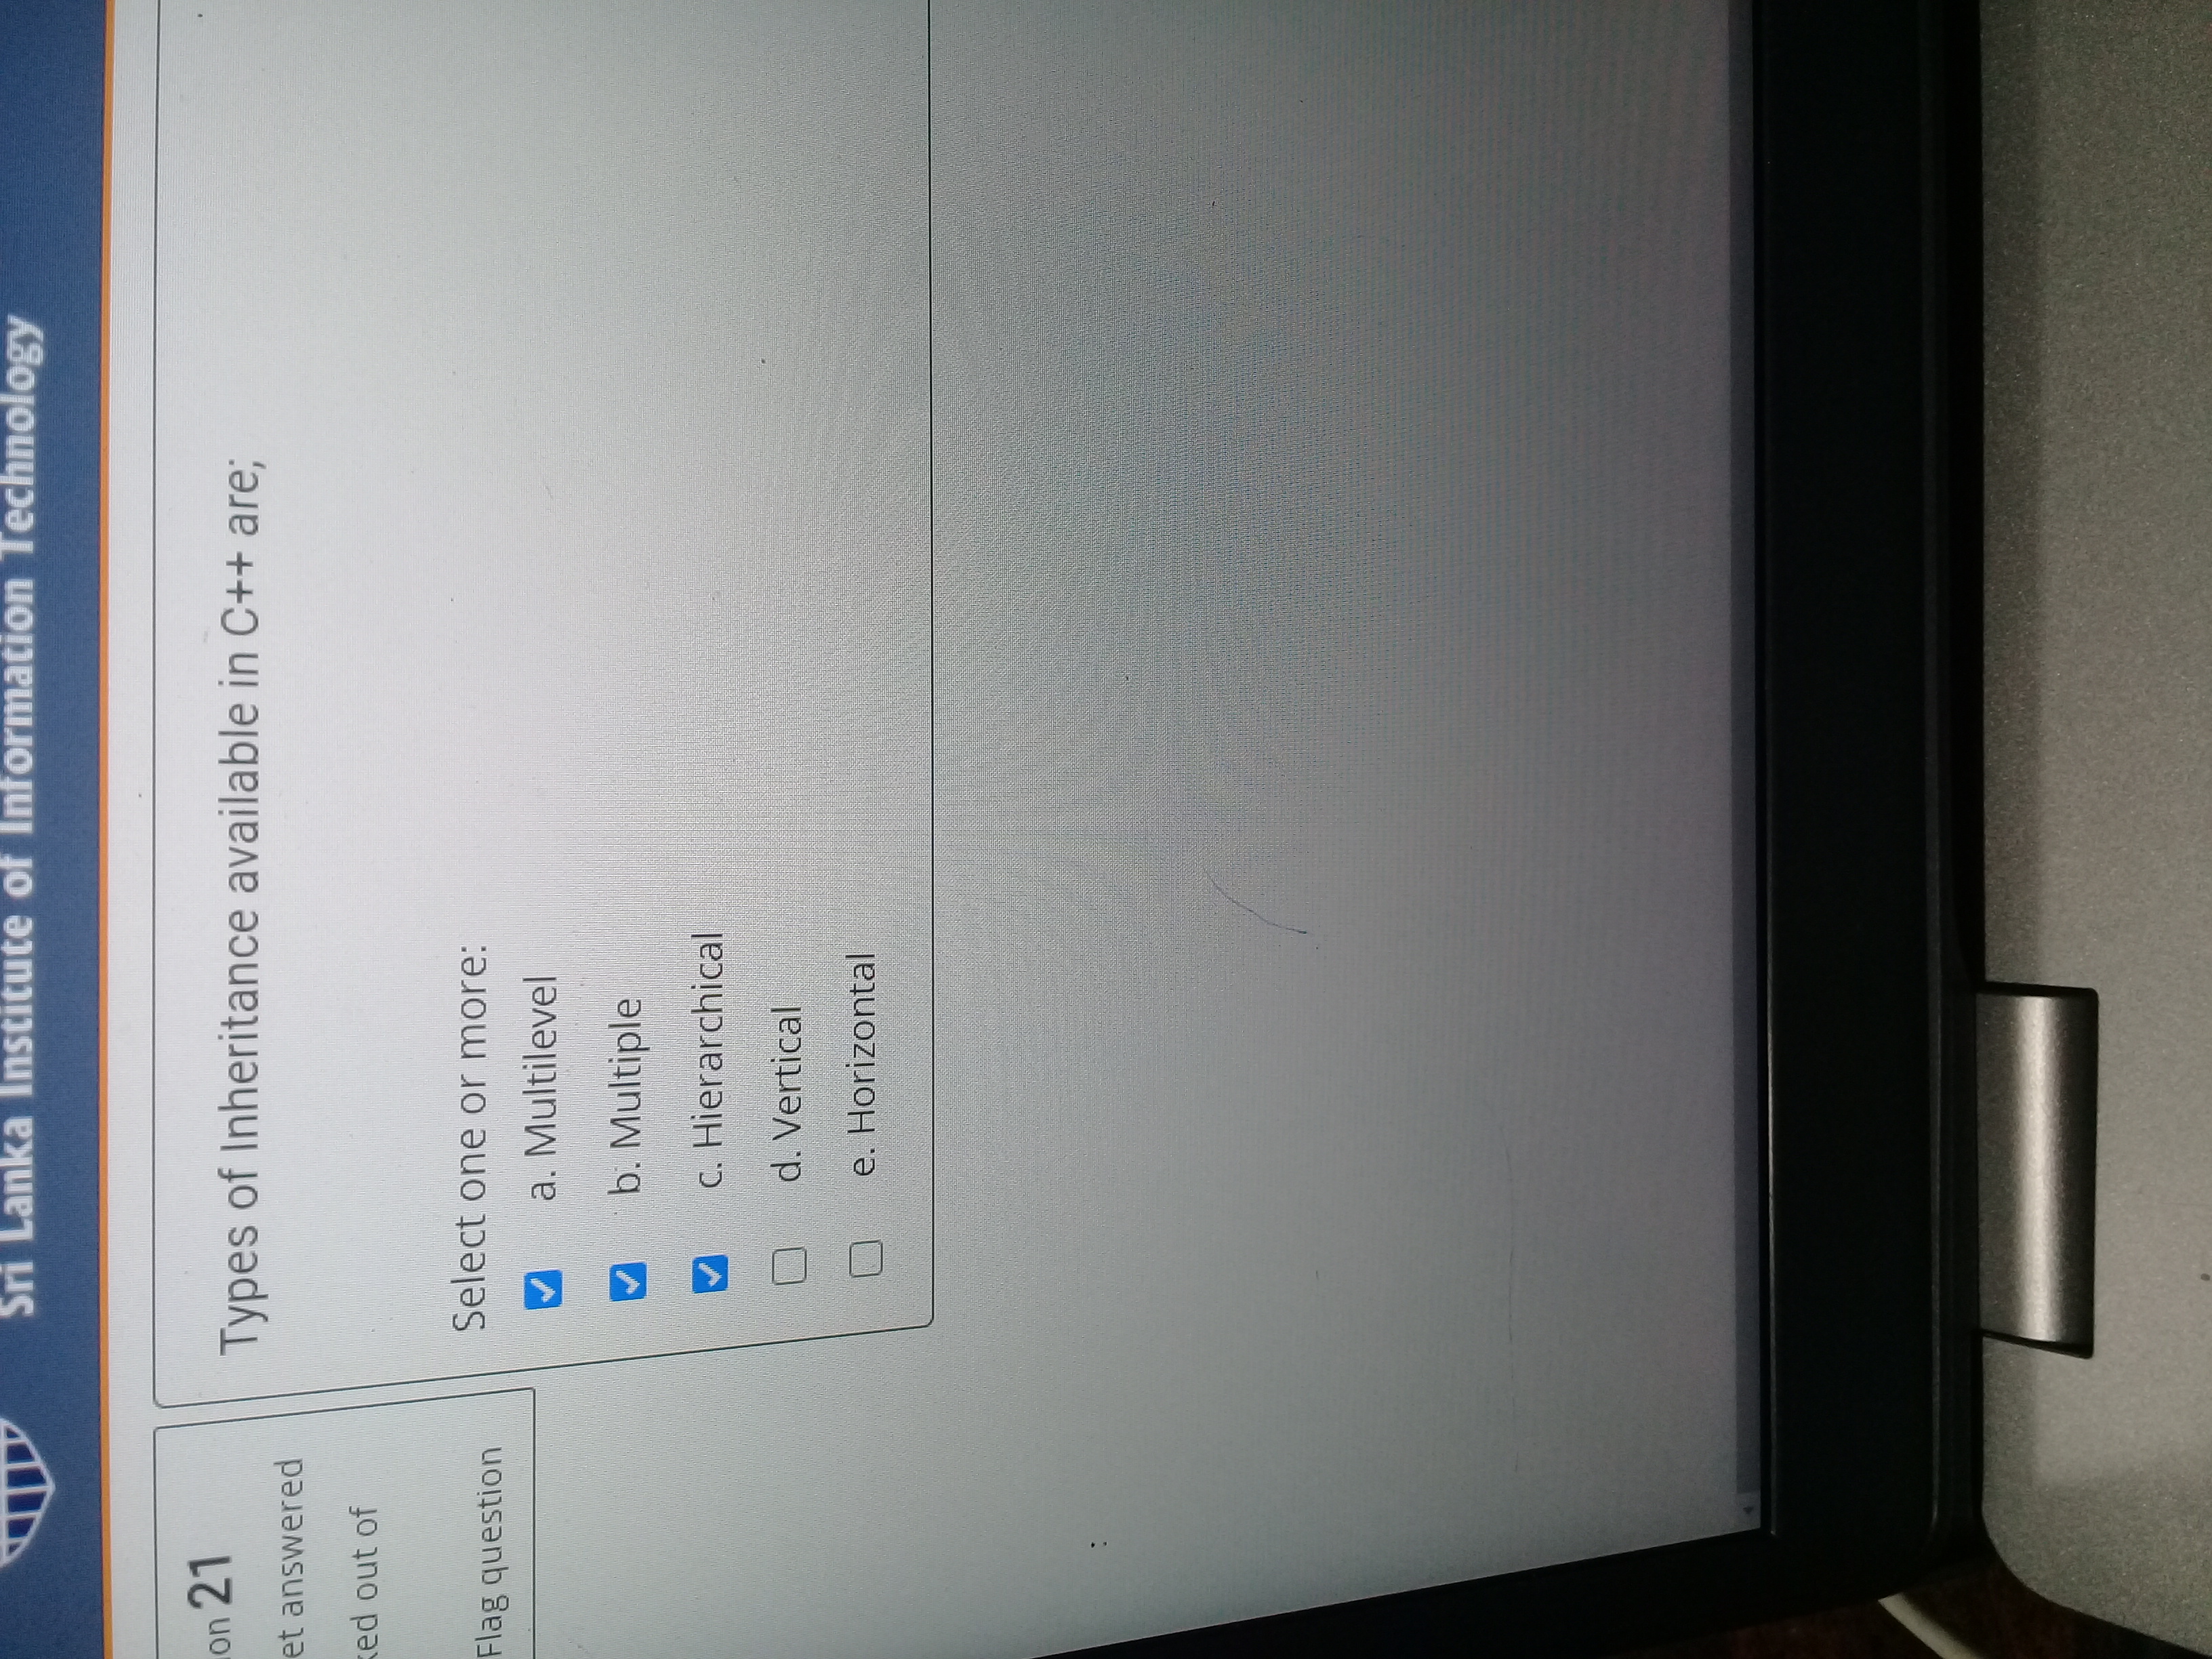 Sri Lanka Institute of Information Technology
on 21
et answered
ked out of
Flag question
Types of Inheritance available in C++ are;
Select one or more:
a. Multilevel
b. Multiple
c. Hierarchical
d. Vertical
e. Horizontal